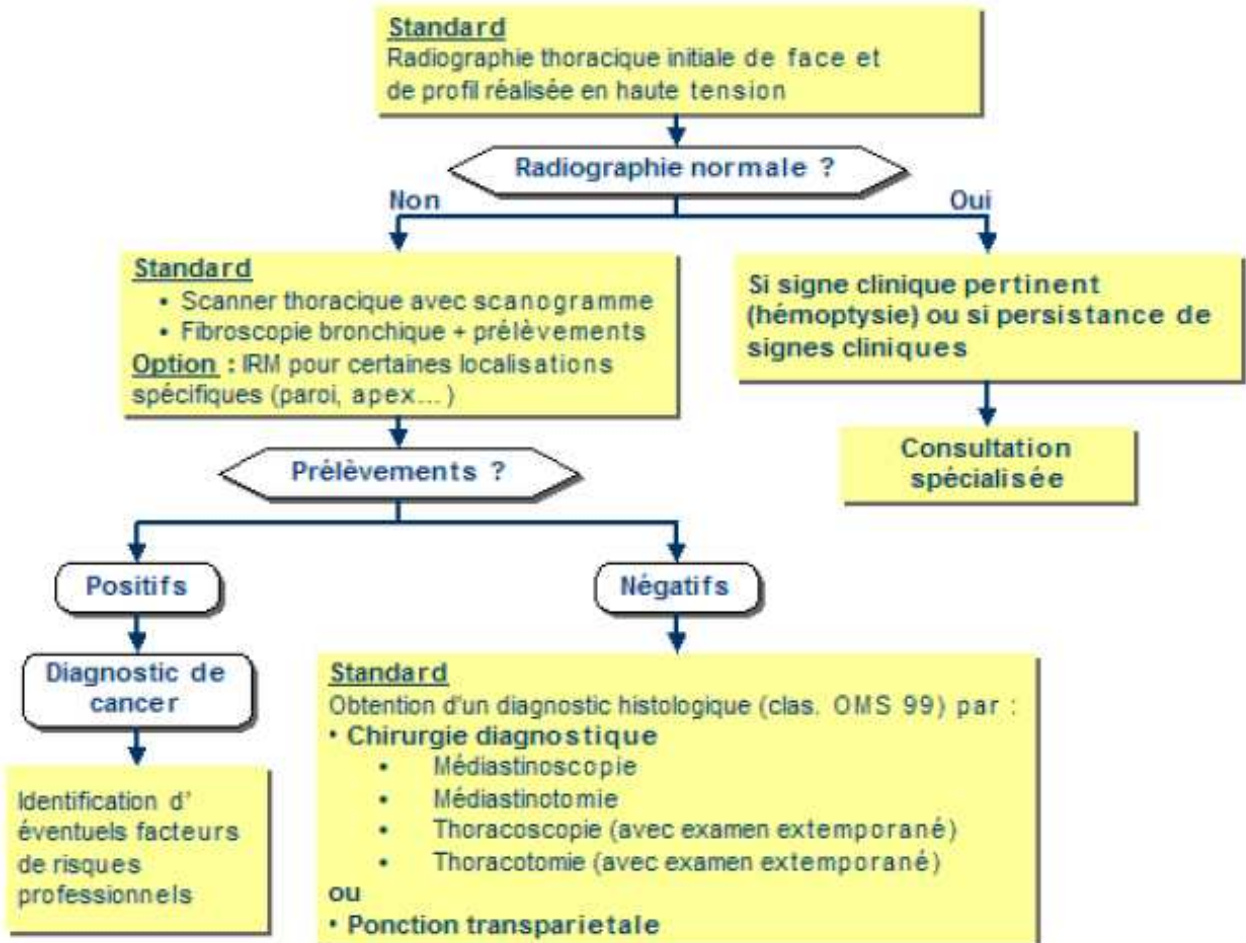 Standard
Radiographie thoracique initiale de face et
de profil réalisée en haute tension
Radiographie normale ?
Non
Oui
Standard
• Scanner thoracique avec scanogramme
• Fibroscopie bronchique + prélèvements
Option : IRM pour certaines localisations
spécifiques (paroi, apex...)
Si signe clinique pertinent
(hémoptysie) ou si persistance de
signes cliniques
Consultation
spécialisée
Prélèvements ?
Positifs
Négatifs
Diagnostic de
cancer
Identification d'
éventuels facteurs
de risques
professionnels
Standard
Obtention d'un diagnostic histologique (clas. OMS 99) par :
• Chirurgie diagnostique
• Médiastinoscopie
• Médiastinotomie
• Thoracoscopie (avec examen extemporané)
• Thoracotomie (avec examen extemporané)
ou
• Ponction transparietale